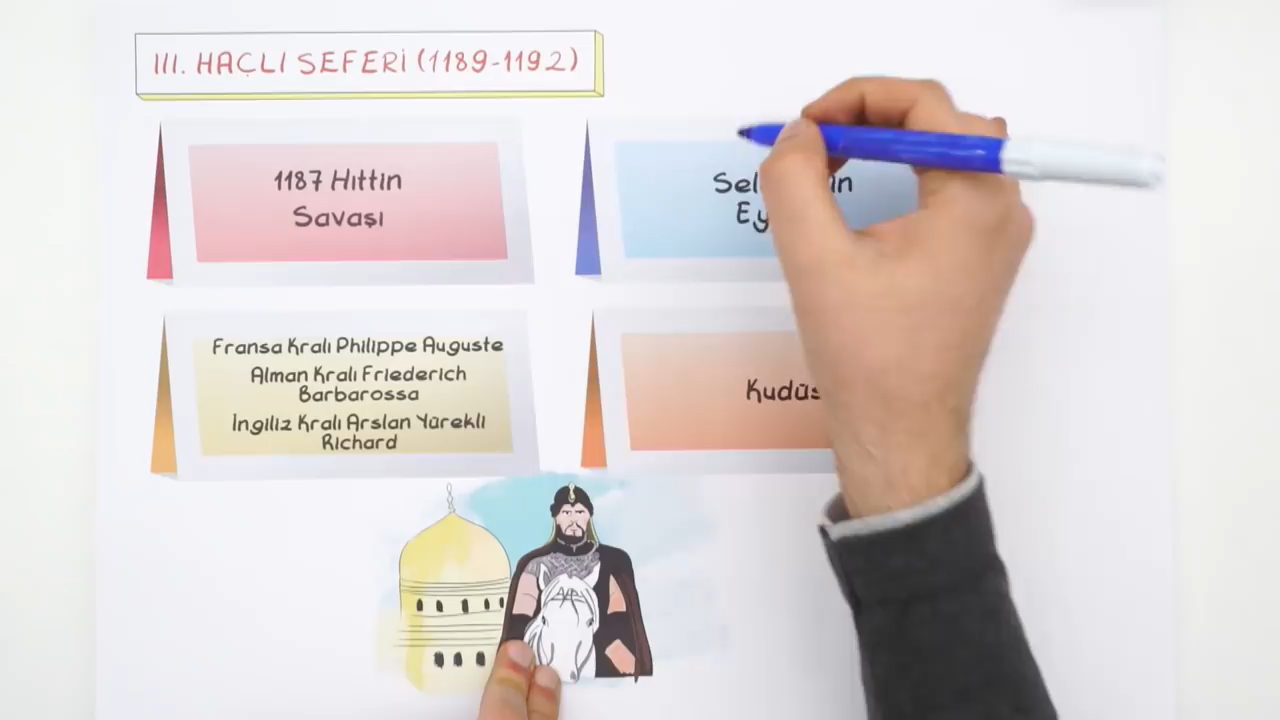 III. HAÇLI SEFERİ (1189-1192)
1187 Hıttin
Savaşı
Fransa Kralı Philippe Auguste
Alman Kralı Friederich
Barbarossa
İngiliz Kralı Arslan Yürekli
Richard
Kudüs